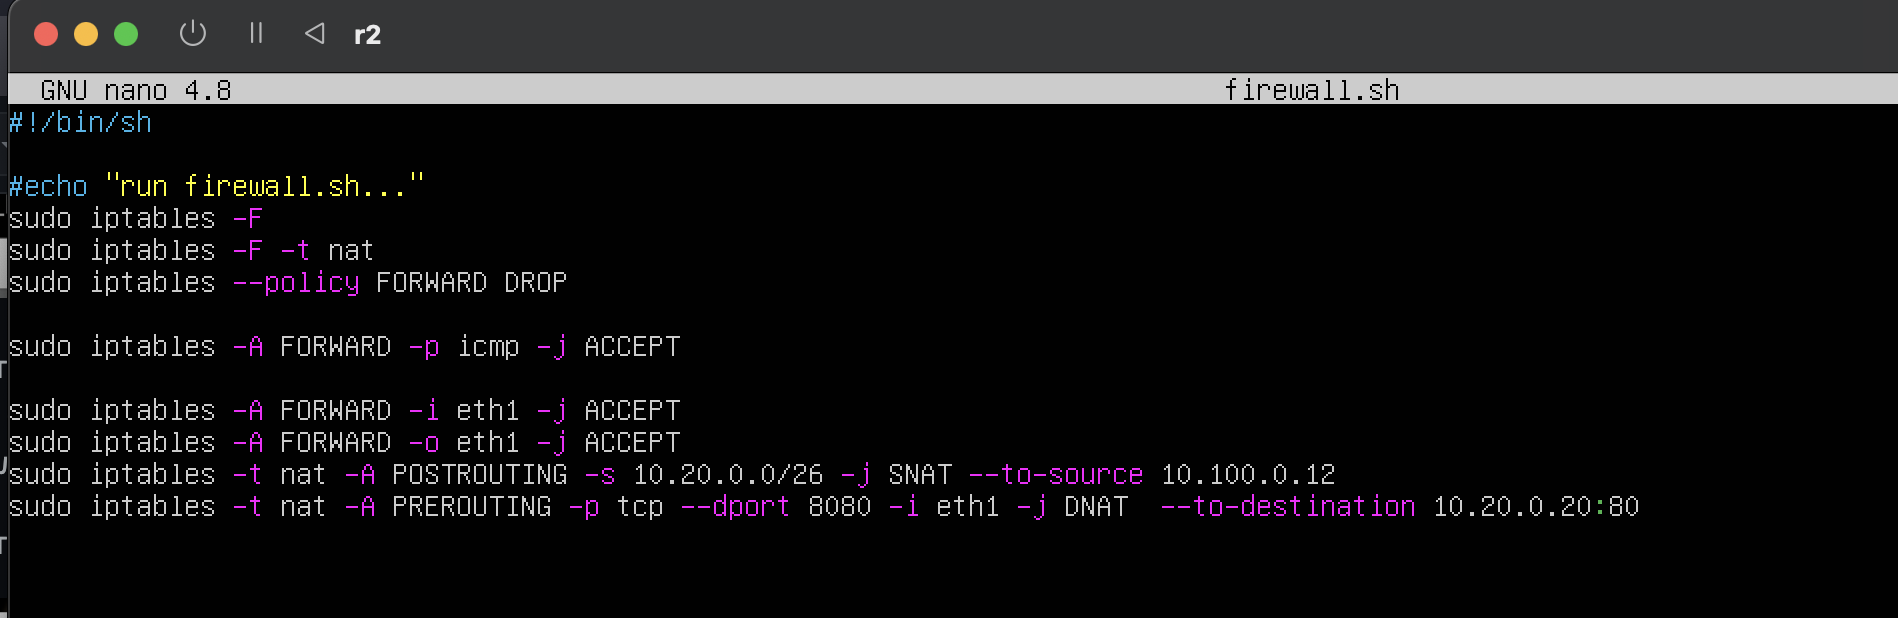 r2
GNU nano 4.8 firewall.sh
#!/bin/sh
#echo "run firewall.sh..."
sudo iptables -F
sudo iptables -F -t nat
sudo iptables --policy FORWARD DROP
sudo iptables -A FORWARD -p icmp -j ACCEPT
sudo iptables -A FORWARD -i eth1 -j ACCEPT
sudo iptables -A FORWARD -o eth1 -j ACCEPT
sudo iptables -t nat -A POSTROUTING -s 10.20.0.0/26 -j SNAT --to-source 10.100.0.12
sudo iptables -t nat -A PREROUTING -p tcp --dport 8080 -i eth1 -j DNAT  --to-destination 10.20.0.20:80